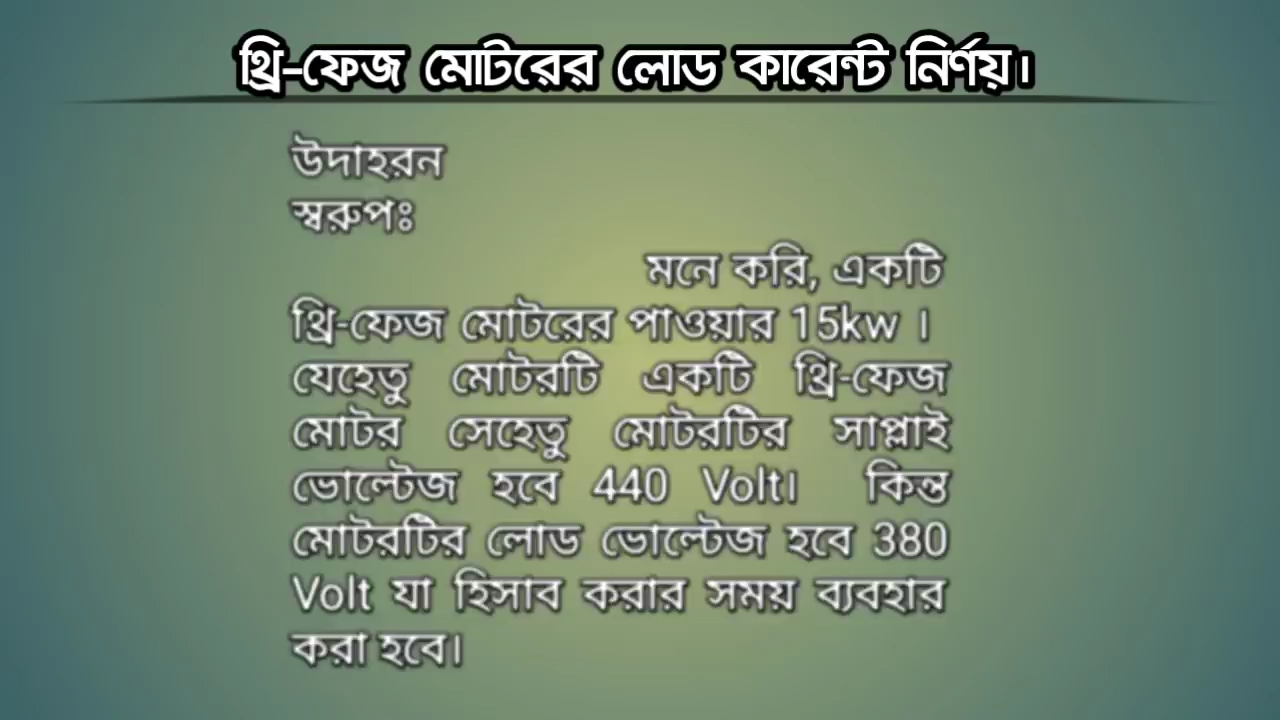 থ্রি-ফেজ মোটরের লোড কারেন্ট নির্ণয়।
উদাহরন
স্বরুপঃ
মনে করি, একটি
থ্রি-ফেজ মোটরের পাওয়ার 15kw ।
যেহেতু মোটরটি একটি থ্রি-ফেজ
মোটর সেহেতু মোটরটির সাপ্লাই
ভোল্টেজ হবে 440 Volt। কিন্ত
মোটরটির লোড ভোল্টেজ হবে 380
Volt যা হিসাব করার সময় ব্যবহার
করা হবে।